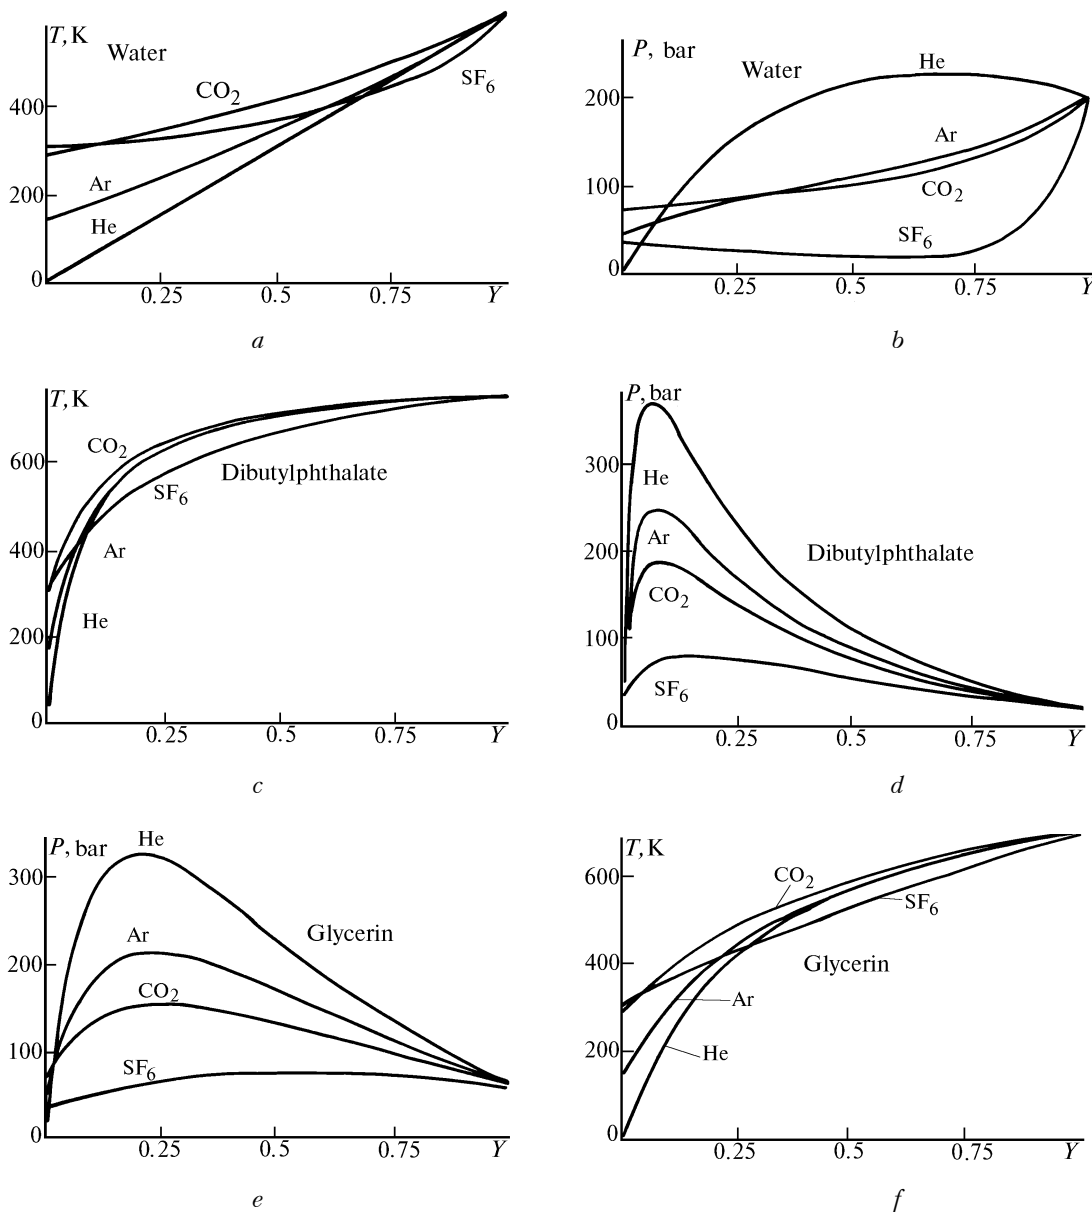 T, K
Water
CO2
SF6
400
Ar
200
He
0
0.25
0.5
0.75
Y
a
P, bar
He
Water
200
Ar
100
CO2
SF6
0
0.25
0.5
0.75
Y
b
T, K
CO2
600
Dibutylphthalate
SF6
400
Ar
He
200
0
0.25
0.5
0.75
Y
c
P, bar
300
He
Ar
200
Dibutylphthalate
CO2
100
SF6
0
0.25
0.5
0.75
Y
d
P, bar
He
300
Ar
Glycerin
200
CO2
100
SF6
0
0.25
0.5
0.75
Y
e
T, K
600
CO2
SF6
400
Glycerin
Ar
200
He
0
0.25
0.5
0.75
Y
f